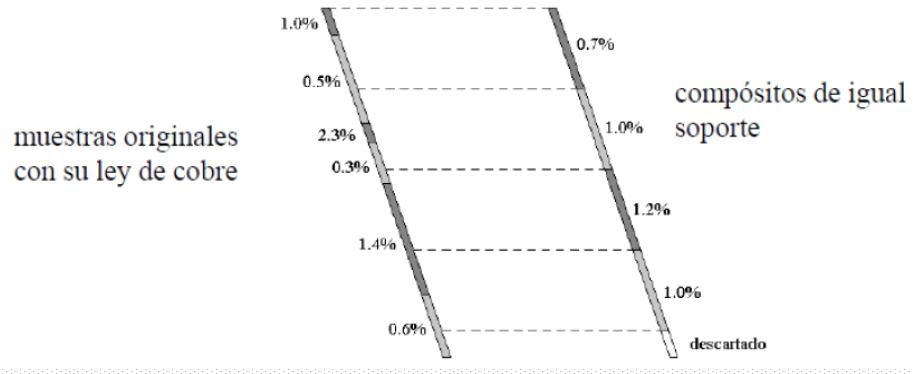 muestras originales
con su ley de cobre
1.0%
0.5%
2.3%
0.3%
1.4%
0.6%
0.7%
1.0%
1.2%
1.0%
descartado
compósitos de igual
soporte